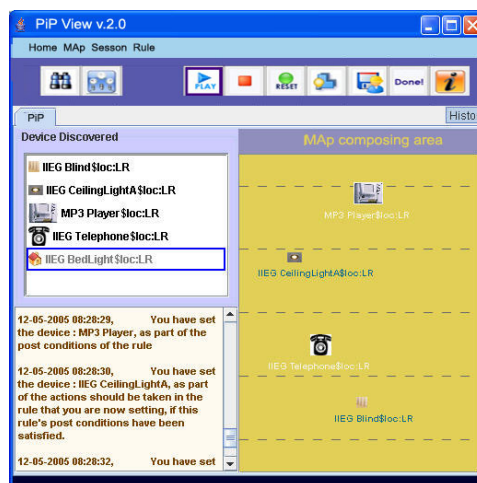 PiP View v.2.0
Home MAp Sesson Rule
PLAY RESET Done! i
PiP
Histo
Device Discovered
MAp composing area
IIEG Blind$loc:LR
IIEG CeilingLightA$loc:LR
MP3 Player$loc:LR
IIEG Telephone$loc:LR
IIEG BedLight$loc:LR
MP3 Player$loc:LR
IIEG CeilingLightA$loc:LR
IIEG Telephone$loc:LR
IIEG Blind$loc:LR
12-05-2005 08:28:29, You have set
the device : MP3 Player, as part of the
post conditions of the rule
12-05-2005 08:28:30, You have set
the device : IIEG CeilingLightA, as part
of the actions should be taken in the
rule that you are now setting, if this
rule's post conditions have been
satisfied.
12-05-2005 08:28:32, You have set